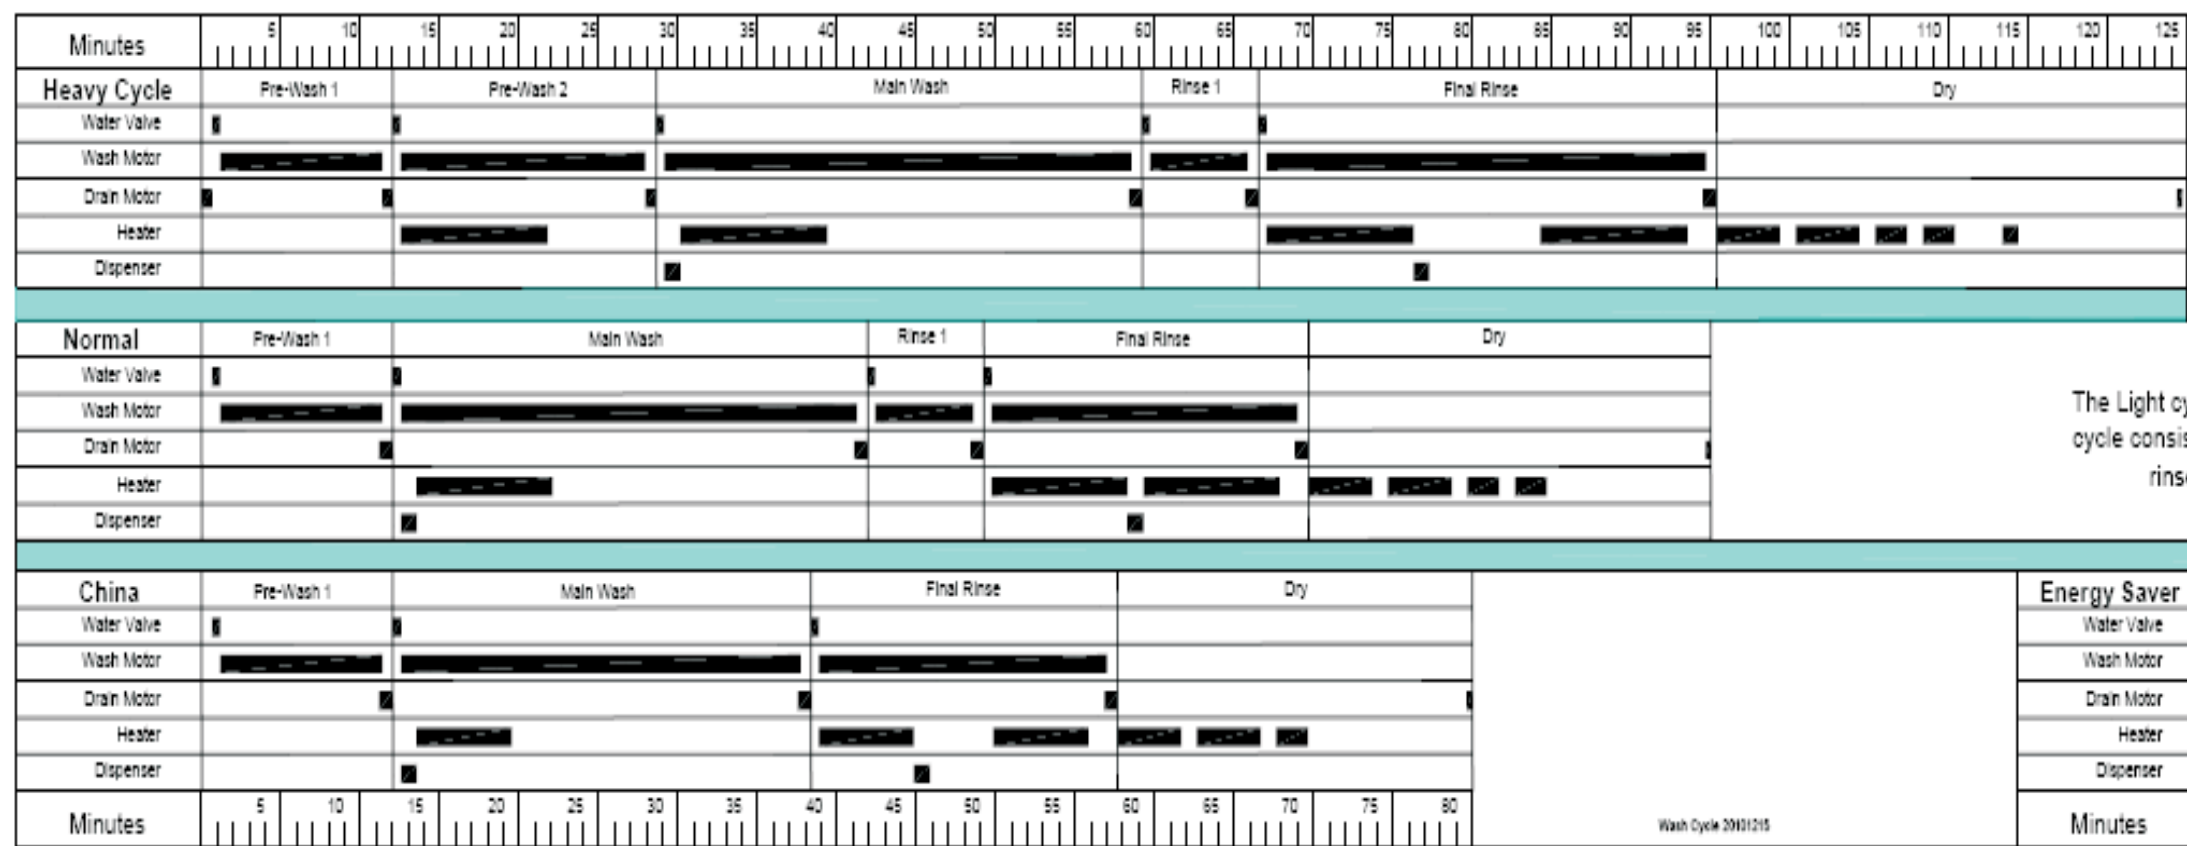 Minutes 5 10 15 20 25 30 35 40 45 50 55 60 65 70 75 80 85 90 95 100 105 110 115 120 125
Heavy Cycle Pre-Wash 1 Pre-Wash 2 Main Wash Rinse 1 Final Rinse Dry
Water Valve
Wash Motor
Drain Motor
Heater
Dispenser
Normal Pre-Wash 1 Main Wash Rinse 1 Final Rinse Dry
Water Valve
Wash Motor
Drain Motor
Heater
Dispenser
The Light cy
cycle consis
rins
China Pre-Wash 1 Main Wash Final Rinse Dry
Water Valve
Wash Motor
Drain Motor
Heater
Dispenser
Energy Saver
Water Valve
Wash Motor
Drain Motor
Heater
Dispenser
Minutes 5 10 15 20 25 30 35 40 45 50 55 60 65 70 75 80
Wash Cycle 20101215
Minutes